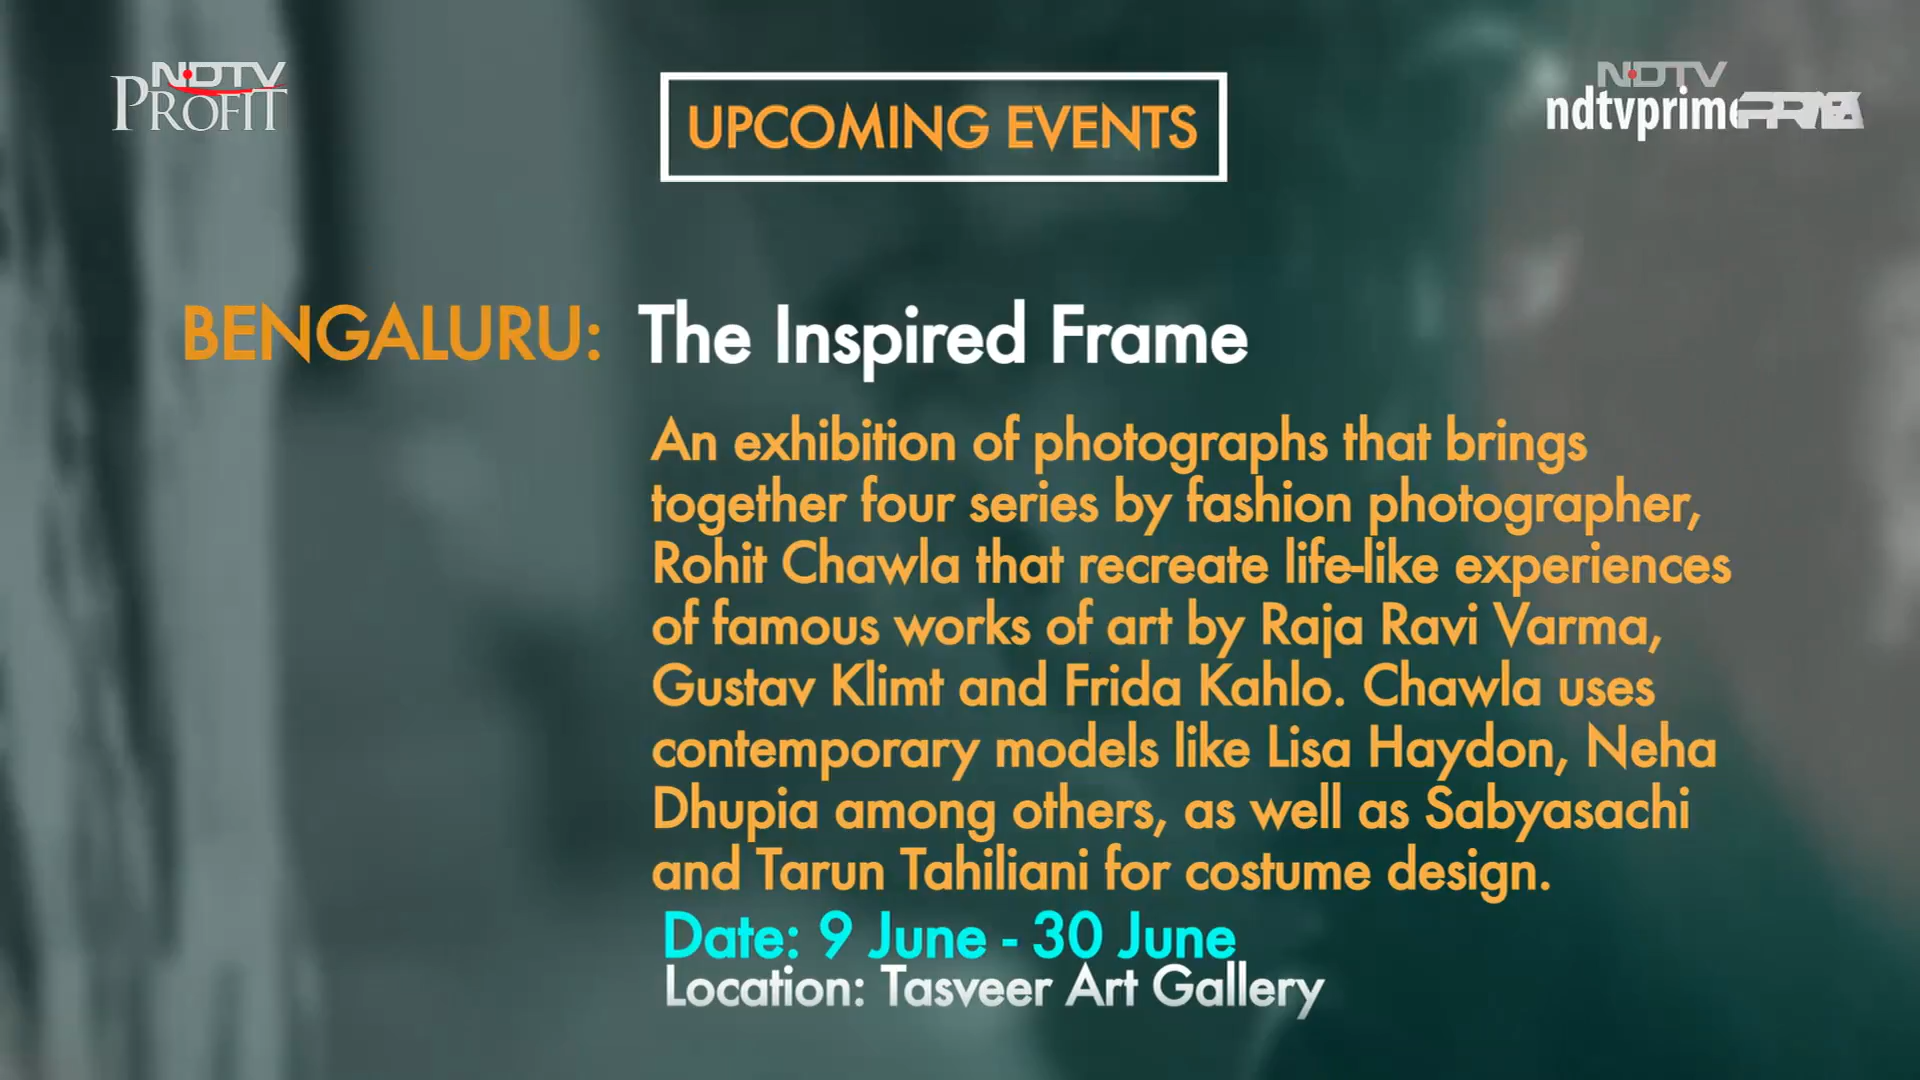 NDTV
PROFIT
UPCOMING EVENTS
NDTV
ndtvprime
BENGALURU: The Inspired Frame
An exhibition of photographs that brings
together four series by fashion photographer,
Rohit Chawla that recreate life-like experiences
of famous works of art by Raja Ravi Varma,
Gustav Klimt and Frida Kahlo. Chawla uses
contemporary models like Lisa Haydon, Neha
Dhupia among others, as well as Sabyasachi
and Tarun Tahiliani for costume design.
Date: 9 June - 30 June
Location: Tasveer Art Gallery